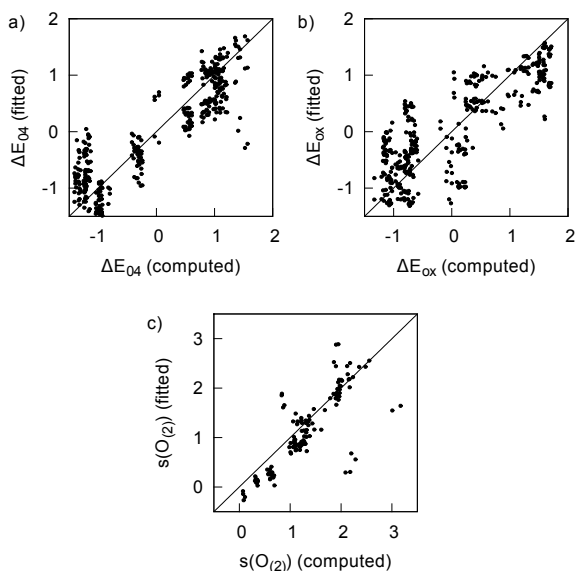 a)
2
1
0
-1
ΔE04 (fitted)
-1 0 1 2
ΔE04 (computed)
b)
2
1
0
-1
ΔEox (fitted)
-1 0 1 2
ΔEox (computed)
c)
3
2
1
0
s(O(2)) (fitted)
0 1 2 3
s(O(2)) (computed)